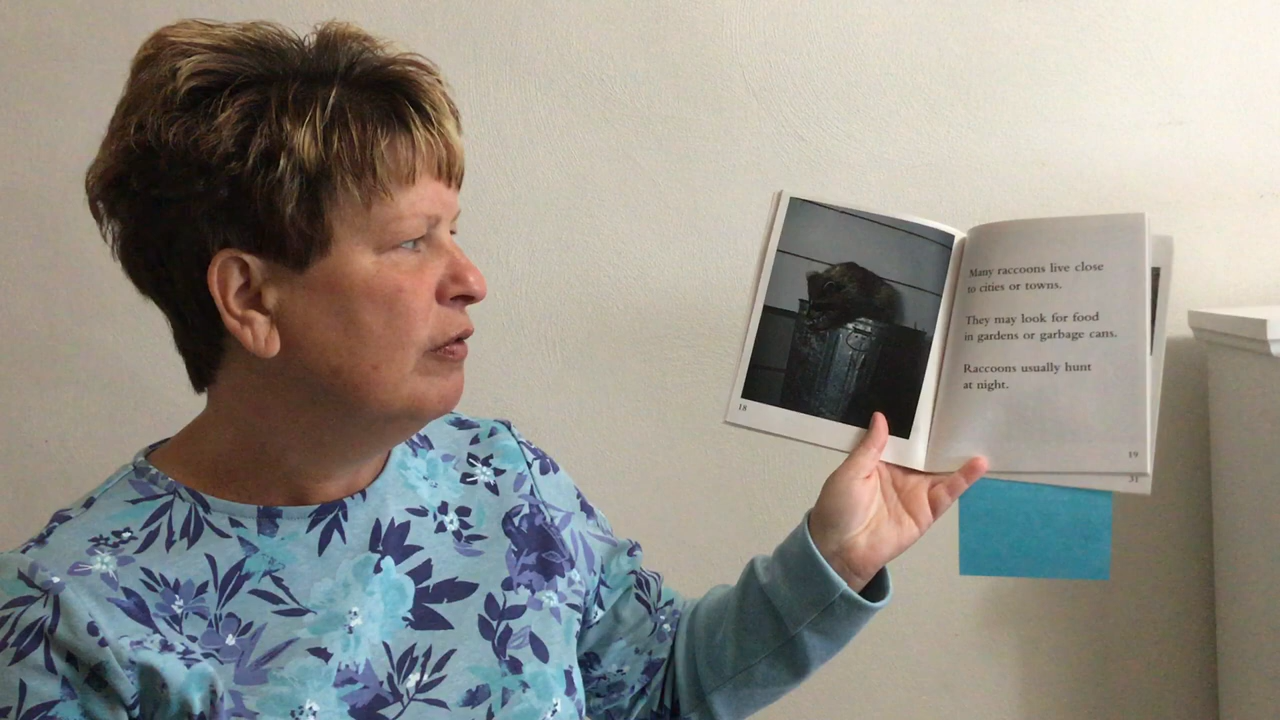 18
Many raccoons live close
to cities or towns.
They may look for food
in gardens or garbage cans.
Raccoons usually hunt
at night.
19
31